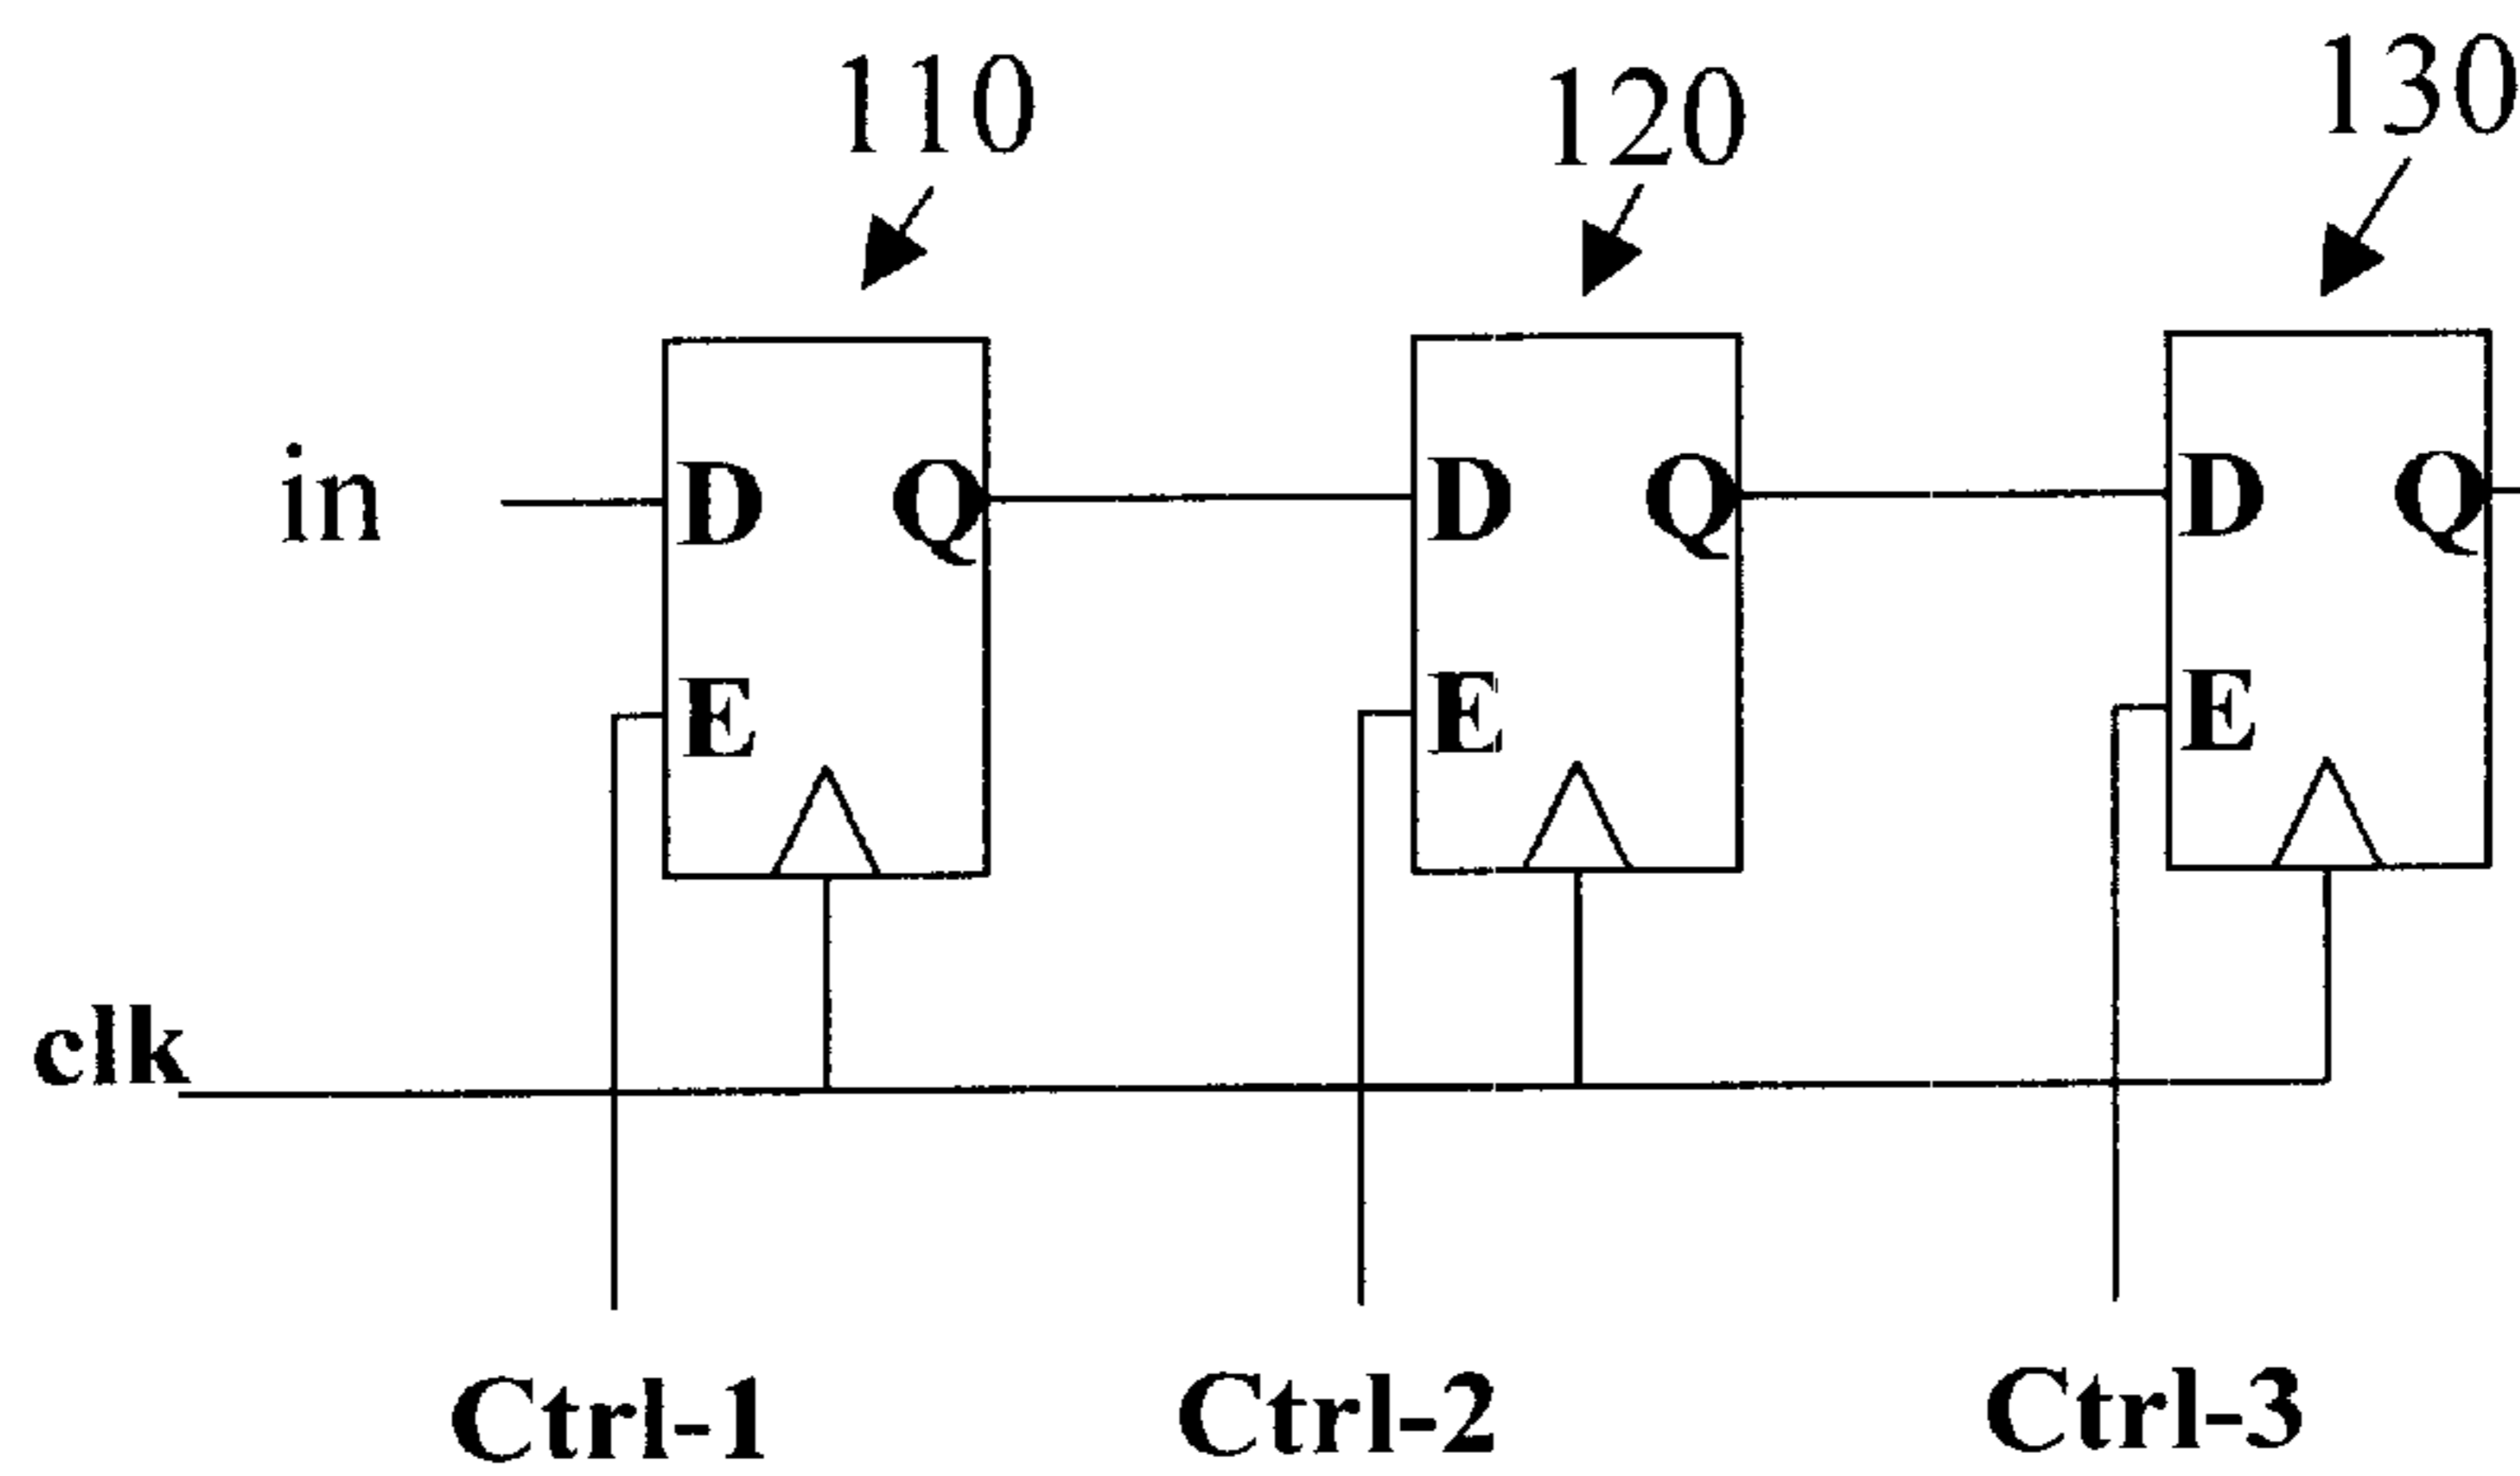 110 120 130
in D Q D Q D Q
E E E
clk
Ctrl-1 Ctrl-2 Ctrl-3